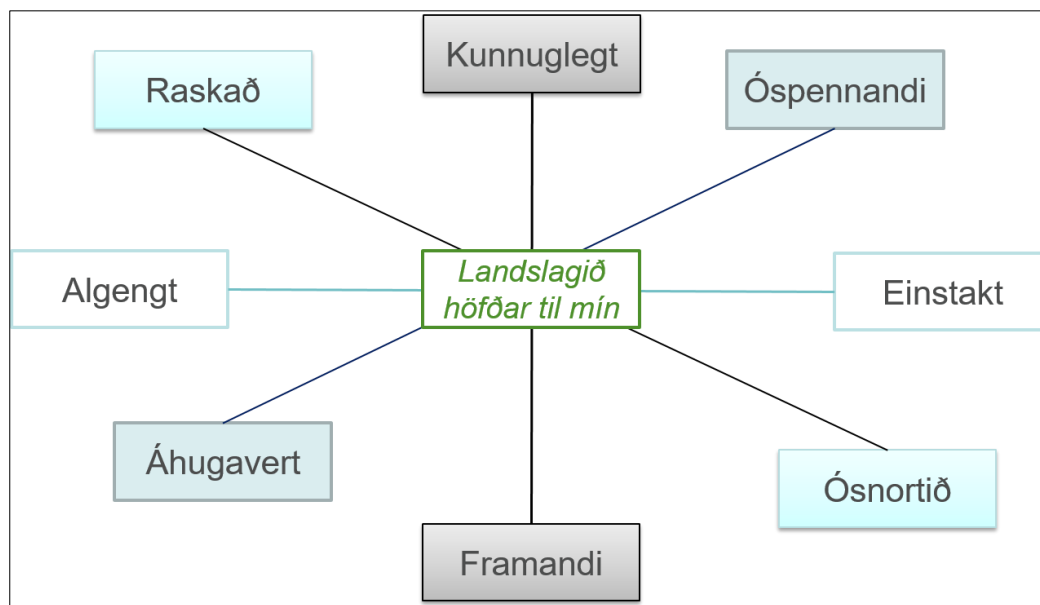 Kunnuglegt
Raskað
Óspennandi
Algengt
Landslagið
höfðar til mín
Einstakt
Áhugavert
Ósnortið
Framandi